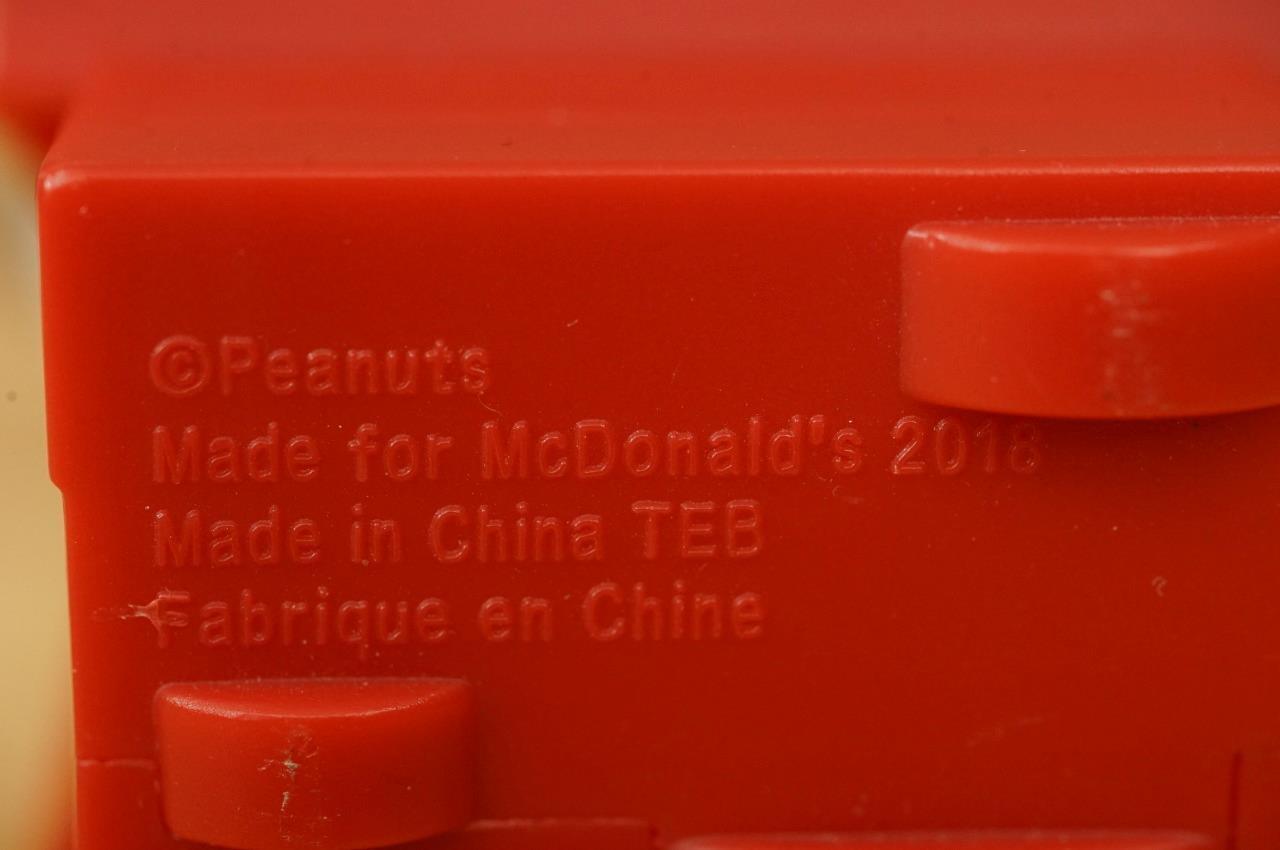 ©Peanuts
Made for McDonald's 2018
Made in China TEB
Fabrique en Chine